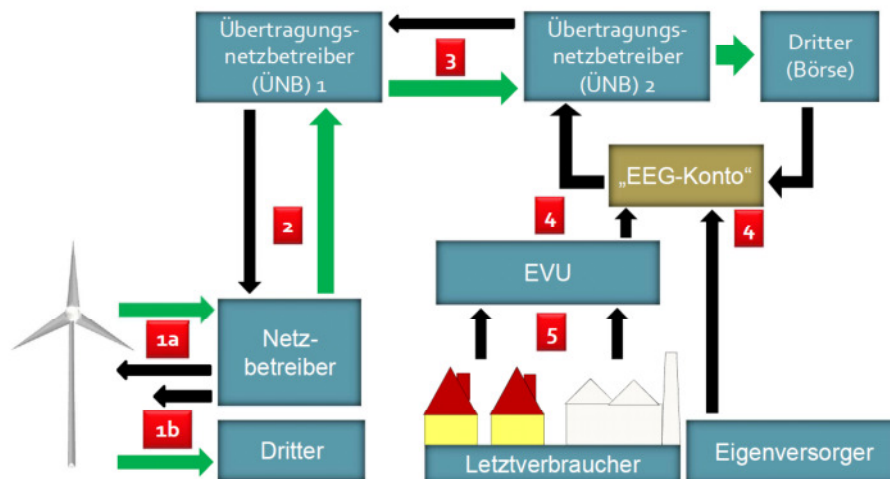 Übertragungs-
netzbetreiber
(ÜNB) 1
3
Übertragungs-
netzbetreiber
(ÜNB) 2
Dritter
(Börse)
„EEG-Konto“
2
4
4
EVU
1a
Netz-
betreiber
5
1b
Dritter
Letztverbraucher
Eigenversorger